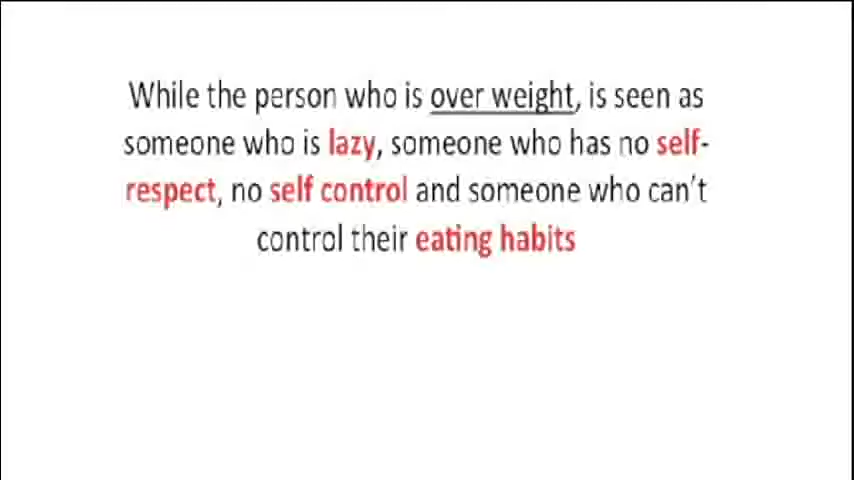 While the person who is over weight, is seen as
someone who is lazy, someone who has no self-
respect, no self control and someone who can't
control their eating habits